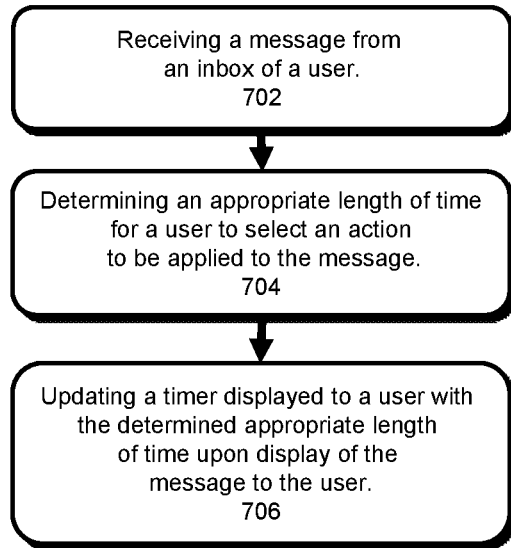 Receiving a message from
an inbox of a user.
702
Determining an appropriate length of time
for a user to select an action
to be applied to the message.
704
Updating a timer displayed to a user with
the determined appropriate length
of time upon display of the
message to the user.
706